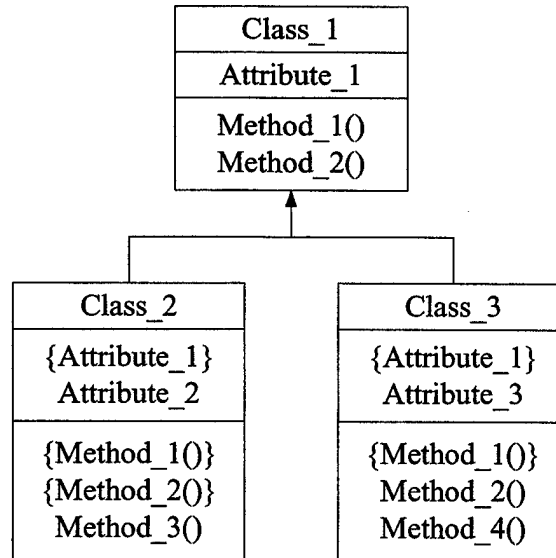 Class_1
Attribute_1
Method_1()
Method_2()
Class_2
{Attribute_1}
Attribute_2
{Method_1()}
{Method_2()}
Method_3()
Class_3
{Attribute_1}
Attribute_3
{Method_1()}
Method_2()
Method_4()